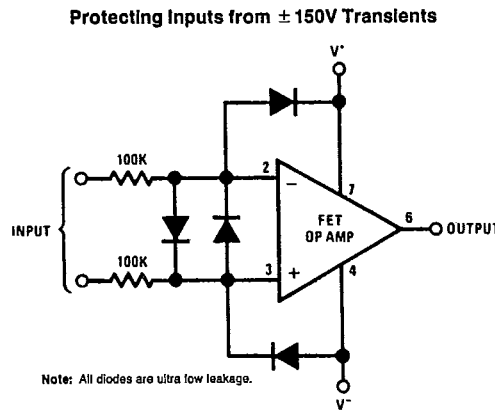 Protecting Inputs from ±150V Transients
V+
100K
2
−
7
INPUT
FET
OP AMP
6
OUTPUT
100K
3
+
4
Note: All diodes are ultra low leakage.
V−